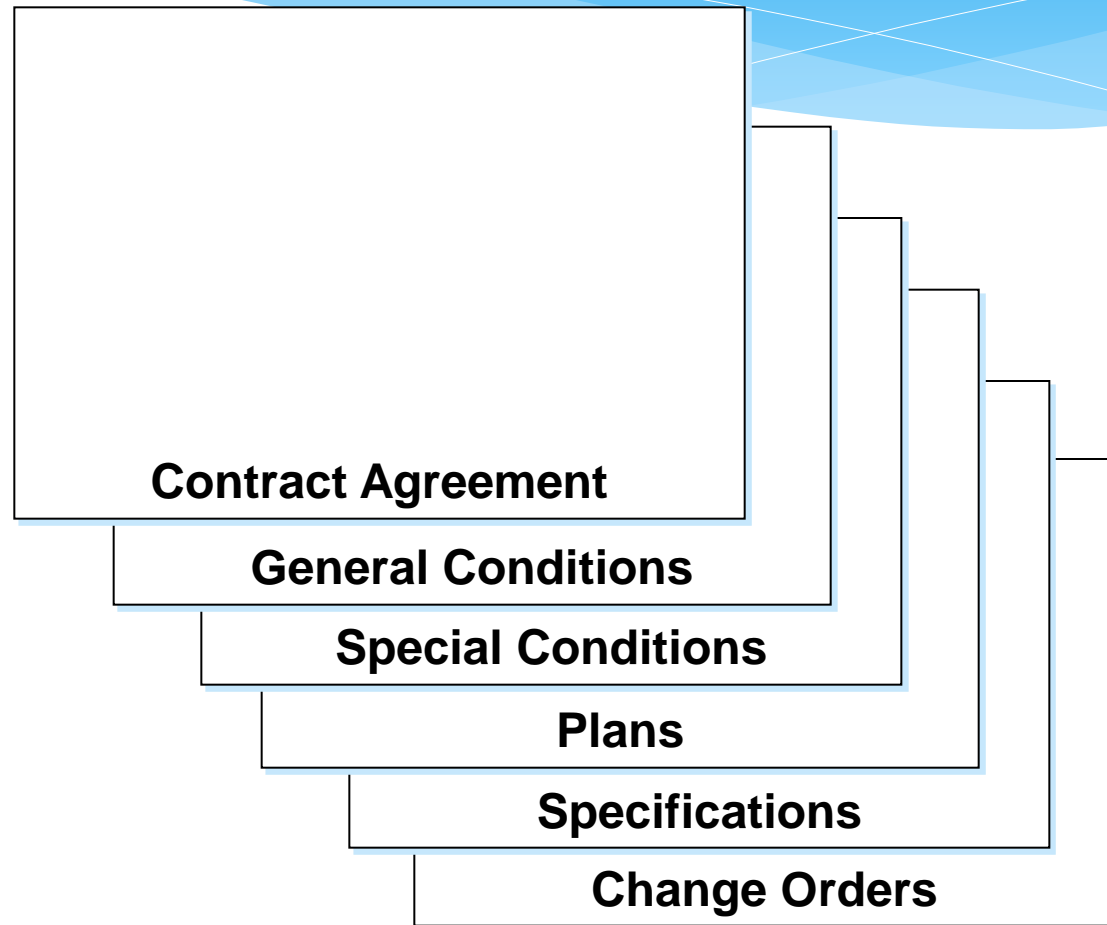 Contract Agreement
General Conditions
Special Conditions
Plans
Specifications
Change Orders